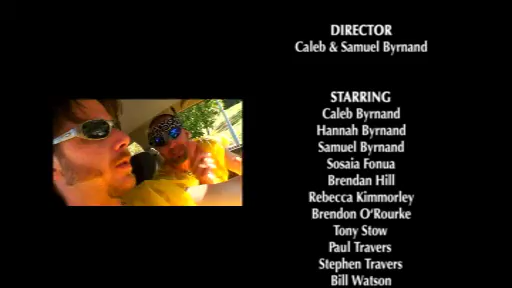 DIRECTOR
Caleb & Samuel Byrnand
STARRING
Caleb Byrnand
Hannah Byrnand
Samuel Byrnand
Sosaia Fonua
Brendan Hill
Rebecca Kimmorley
Brendon O'Rourke
Tony Stow
Paul Travers
Stephen Travers
Bill Watson